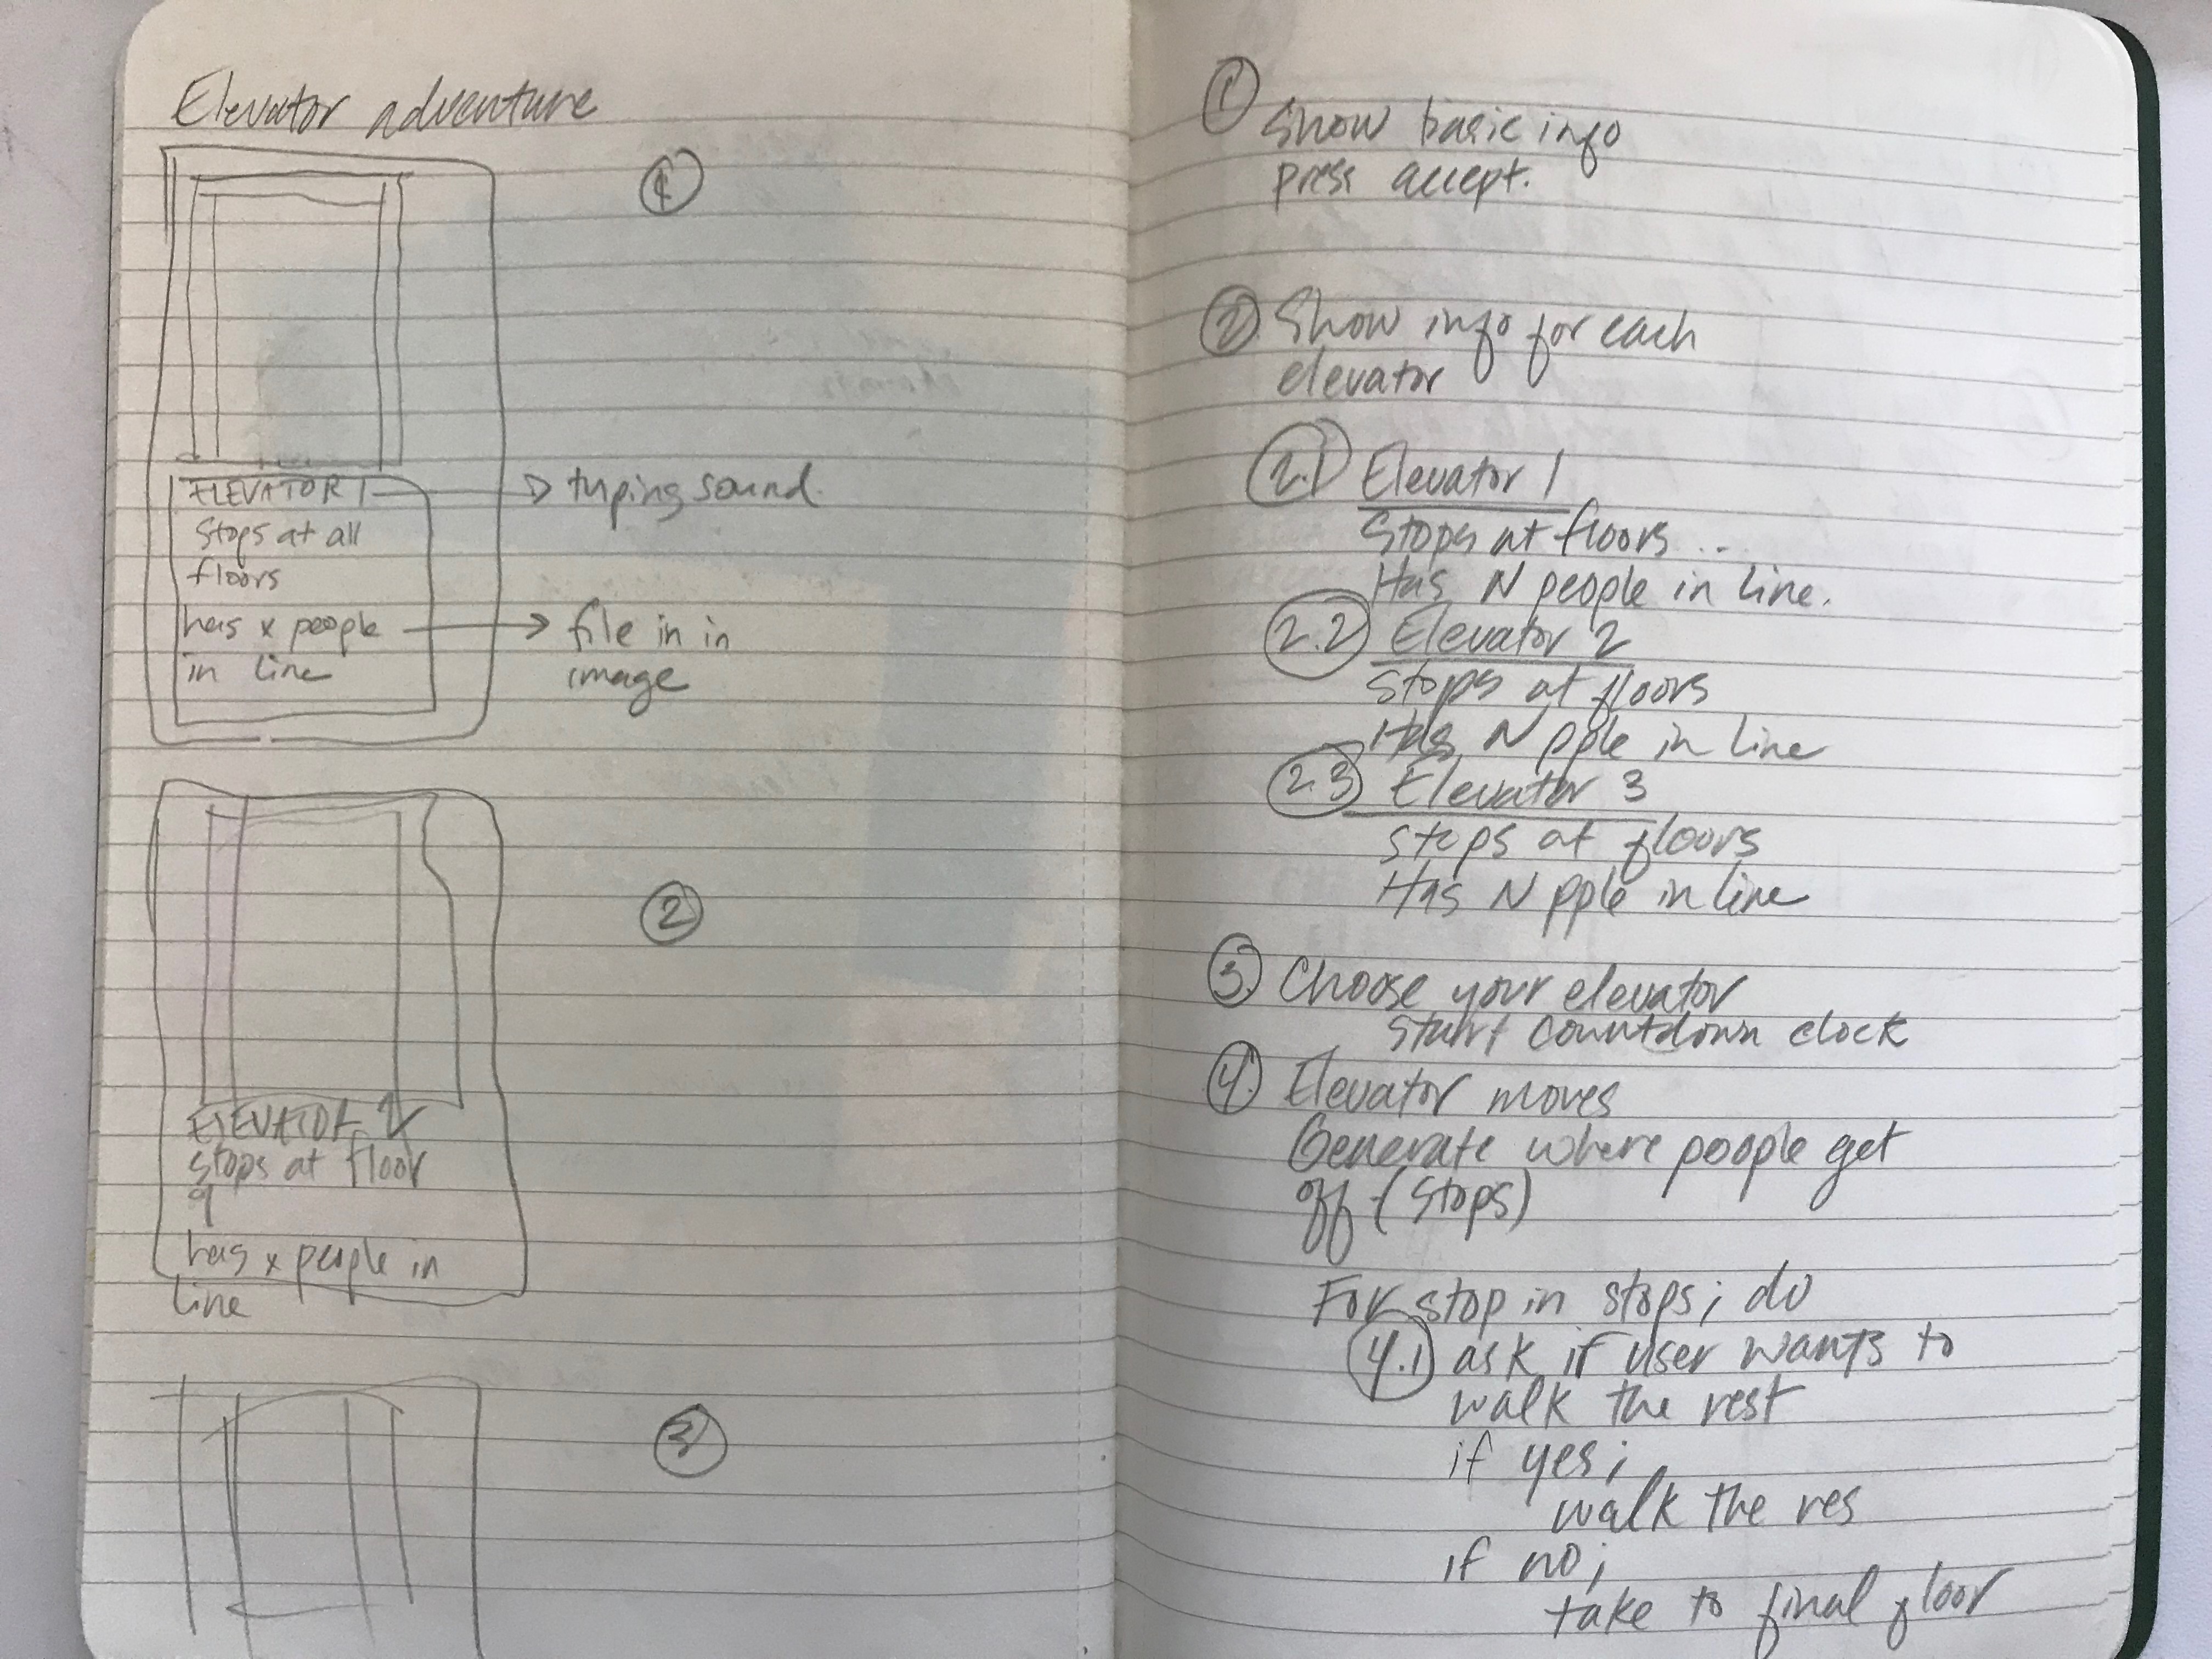 Elevator adventure
1
ELEVATOR 1
typing sound.
Stops at all
floors
has x people
in line
file in in
image
2
ELEVATOR 2
stops at floor
9
has x people in
line
3
1
Show basic info
press accept.
2 Show info for each
elevator
2.1 Elevator 1
Stops at floors ..
Has N people in line.
2.2 Elevator 2
stops at floors
Has N pple in line
2.3 Elevator 3
stops at floors
Has N pple in line
3. Choose your elevator
start countdown clock
4. Elevator moves
Generate where people get
off (stops)
For stop in stops; do
4.1 ask if user wants to
walk the rest
if yes;
walk the res
if no;
take to final floor